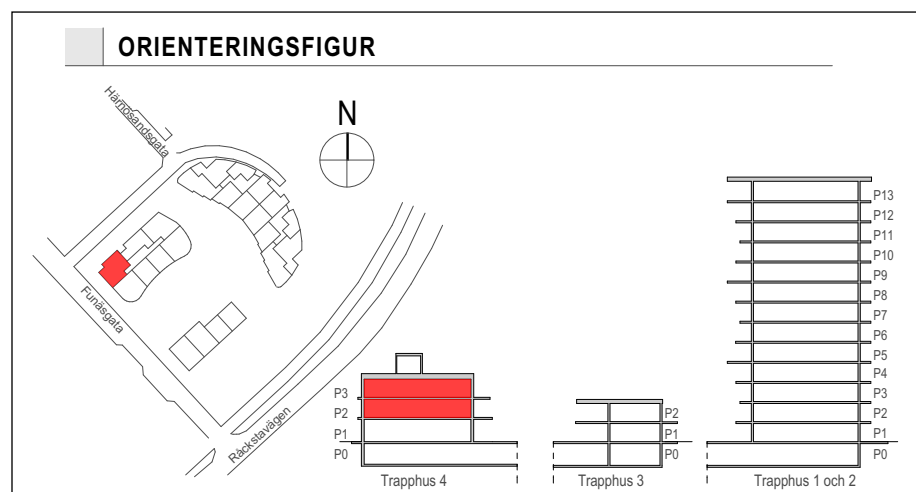 ORIENTERINGSFIGUR
Härnösandsgata
N
Funäsgata
Råckstavägen
P3
P2
P1
P0
Trapphus 4
P2
P1
P0
Trapphus 3
P13
P12
P11
P10
P9
P8
P7
P6
P5
P4
P3
P2
P1
P0
Trapphus 1 och 2